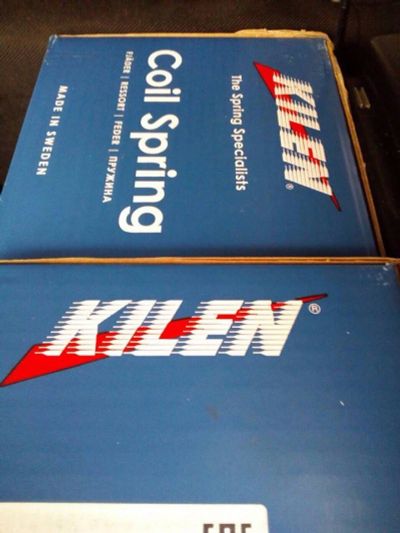 KILEN®
The Spring Specialists
Coil Spring
FJÄDER | RESSORT | FEDER | ПРУЖИНА
MADE IN SWEDEN
KILEN®